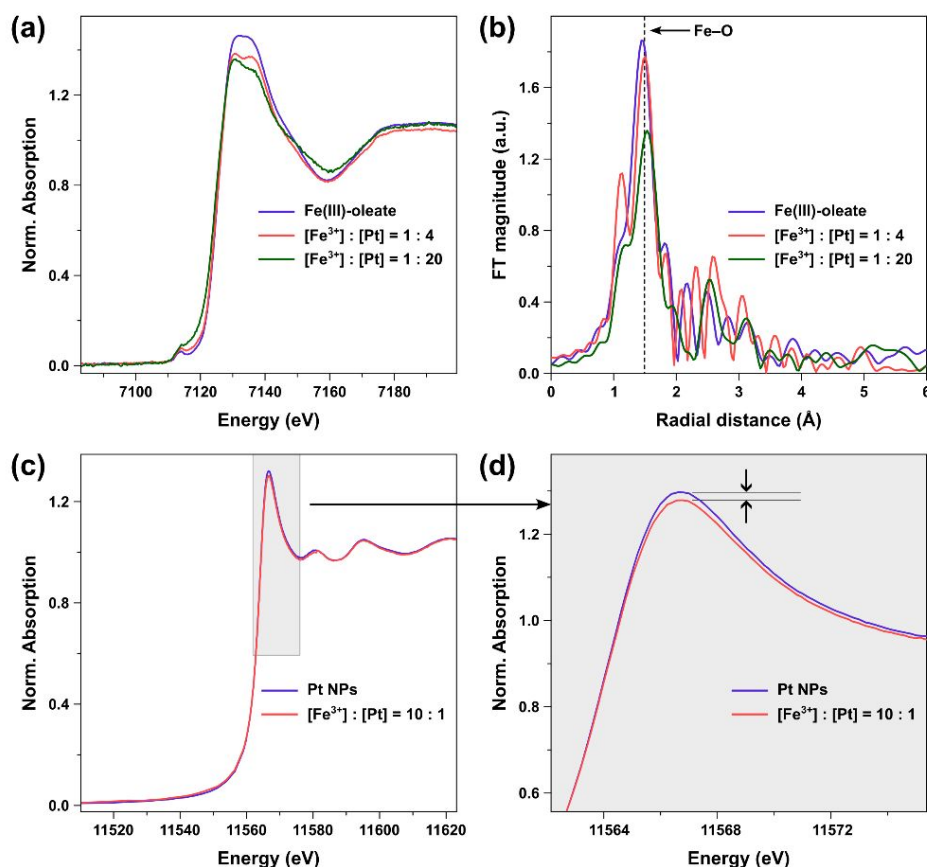 (a)
Norm. Absorption
1.2
0.8
0.4
0.0
Fe(III)-oleate
[Fe³⁺] : [Pt] = 1 : 4
[Fe³⁺] : [Pt] = 1 : 20
7100 7120 7140 7160 7180
Energy (eV)
(b)
FT magnitude (a.u.)
1.8
1.2
0.6
0.0
Fe–O
Fe(III)-oleate
[Fe³⁺] : [Pt] = 1 : 4
[Fe³⁺] : [Pt] = 1 : 20
0 1 2 3 4 5 6
Radial distance (Å)
(c)
Norm. Absorption
1.2
0.8
0.4
0.0
Pt NPs
[Fe³⁺] : [Pt] = 10 : 1
11520 11540 11560 11580 11600 11620
Energy (eV)
(d)
Norm. Absorption
1.2
1.0
0.8
0.6
Pt NPs
[Fe³⁺] : [Pt] = 10 : 1
11564 11568 11572
Energy (eV)